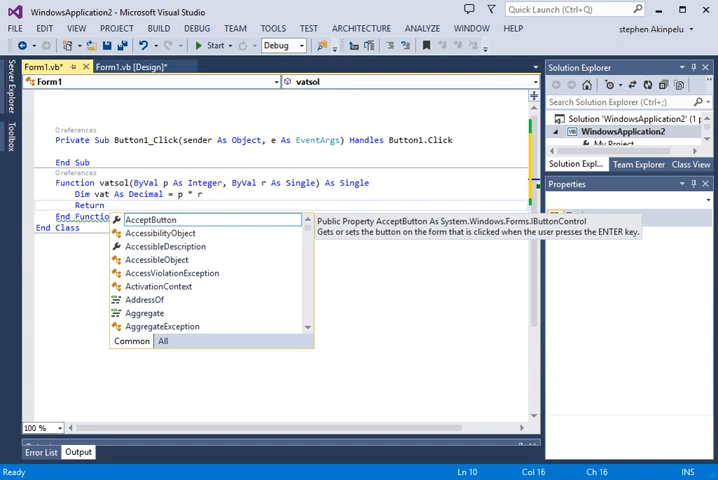 WindowsApplication2 - Microsoft Visual Studio
Quick Launch (Ctrl+Q)
FILE EDIT VIEW PROJECT BUILD DEBUG TEAM TOOLS TEST ARCHITECTURE ANALYZE WINDOW HELP stephen Akinpelu
Start Debug
Server Explorer
Toolbox
Form1.vb* Form1.vb [Design]*
Form1 vatsol
0 references
Private Sub Button1_Click(sender As Object, e As EventArgs) Handles Button1.Click
End Sub
0 references
Function vatsol(ByVal p As Integer, ByVal r As Single) As Single
Dim vat As Decimal = p * r
Return
End Functio
End Class
AcceptButton
AccessibilityObject
AccessibleDescription
AccessibleObject
AccessViolationException
ActivationContext
AddressOf
Aggregate
AggregateException
Common All
Public Property AcceptButton As System.Windows.Forms.IButtonControl
Gets or sets the button on the form that is clicked when the user presses the ENTER key.
100 %
Error List Output
Solution Explorer
Search Solution Explorer (Ctrl+;)
Solution 'WindowsApplication2' (1 p
WindowsApplication2
My Project
Solution Expl... Team Explorer Class View
Properties
Ready Ln 10 Col 16 Ch 16 INS